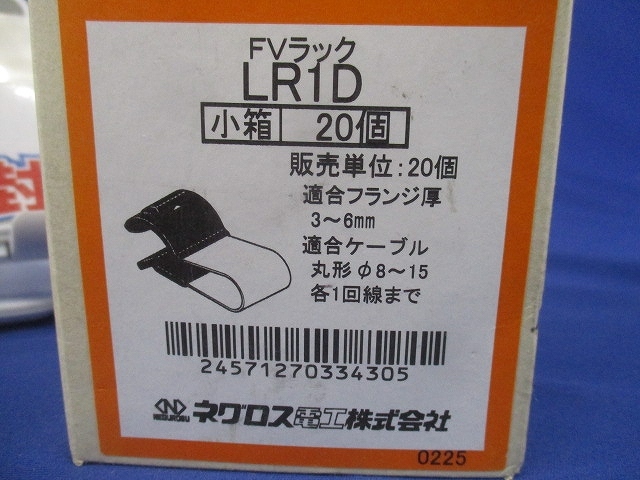 FVラック
LR1D
小箱 20個
販売単位:20個
適合フランジ厚
3～6mm
適合ケーブル
丸形 φ8～15
各1回線まで
24571270334305
NEGUROSU ネグロス電工株式会社
0225